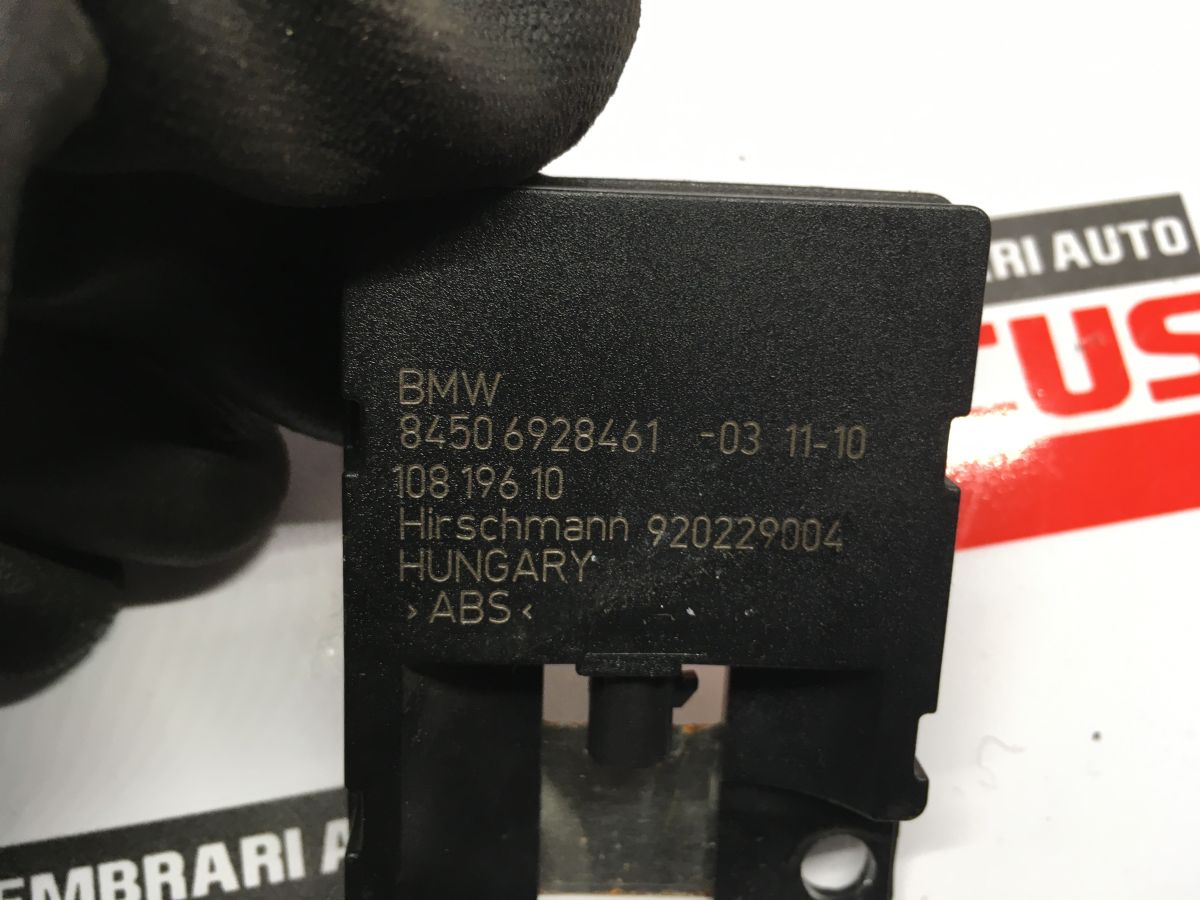 BMW
8450 6928461 -03 11-10
108 196 10
Hirschmann 920229004
HUNGARY
>ABS<
RI AUTO
CUS
EMBRARI A